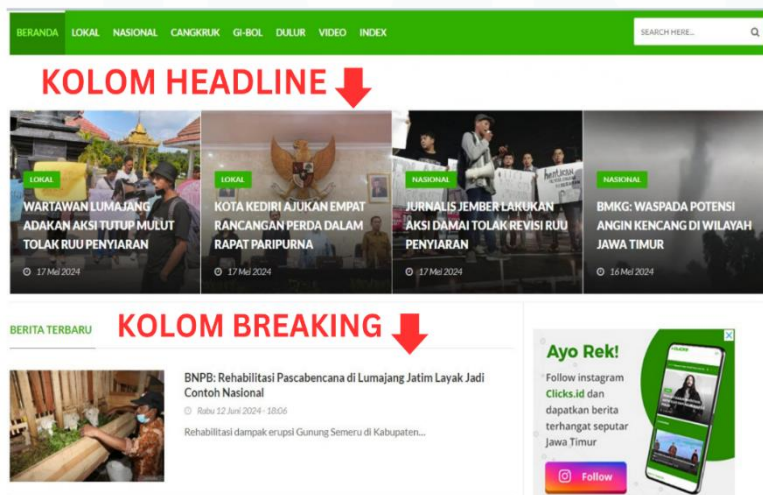 BERANDA LOKAL NASIONAL CANGKRUK GI-BOL DULUR VIDEO INDEX
SEARCH HERE...
KOLOM HEADLINE
LOKAL
WARTAWAN LUMAJANG
ADAKAN AKSI TUTUP MULUT
TOLAK RUU PENYIARAN
17 Mei 2024
LOKAL
KOTA KEDIRI AJUKAN EMPAT
RANCANGAN PERDA DALAM
RAPAT PARIPURNA
17 Mei 2024
NASIONAL
JURNALIS JEMBER LAKUKAN
AKSI DAMAI TOLAK REVISI RUU
PENYIARAN
17 Mei 2024
NASIONAL
BMKG: WASPADA POTENSI
ANGIN KENCANG DI WILAYAH
JAWA TIMUR
16 Mei 2024
BERITA TERBARU
KOLOM BREAKING
BNPB: Rehabilitasi Pascabencana di Lumajang Jatim Layak Jadi
Contoh Nasional
Rabu 12 Juni 2024 - 18:06
Rehabilitasi dampak erupsi Gunung Semeru di Kabupaten...
Ayo Rek!
Follow instagram
Clicks.id dan
dapatkan berita
terhangat seputar
Jawa Timur
Follow